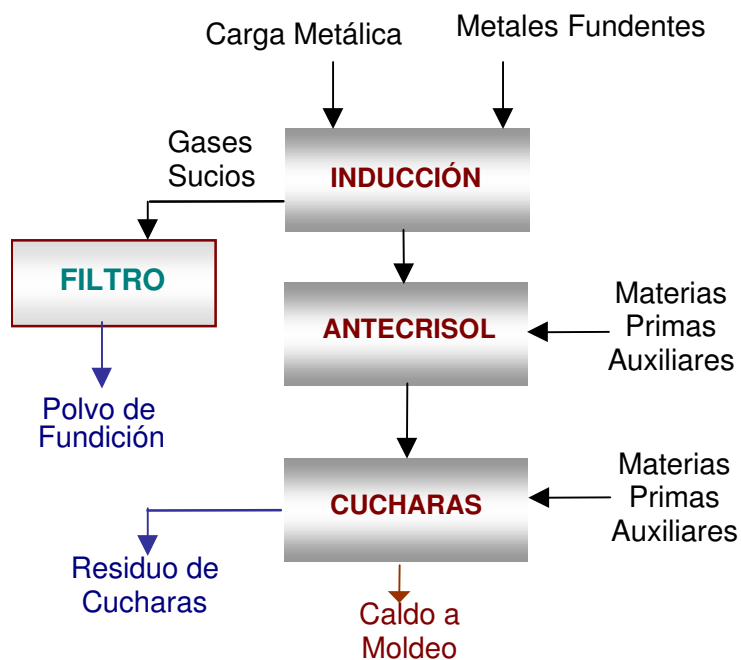 Carga Metálica
Metales Fundentes
Gases
Sucios
INDUCCIÓN
FILTRO
ANTECRISOL
Materias
Primas
Auxiliares
Polvo de
Fundición
CUCHARAS
Materias
Primas
Auxiliares
Residuo de
Cucharas
Caldo a
Moldeo